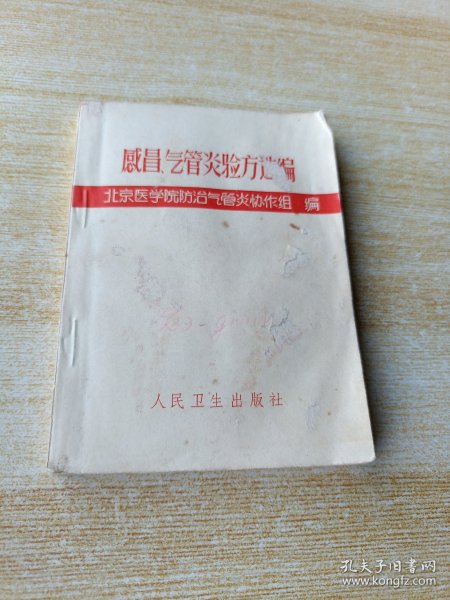 感冒、气管炎验方选编
北京医学院防治气管炎协作组 编
人民卫生出版社
孔夫子旧书网
www.kongfz.com